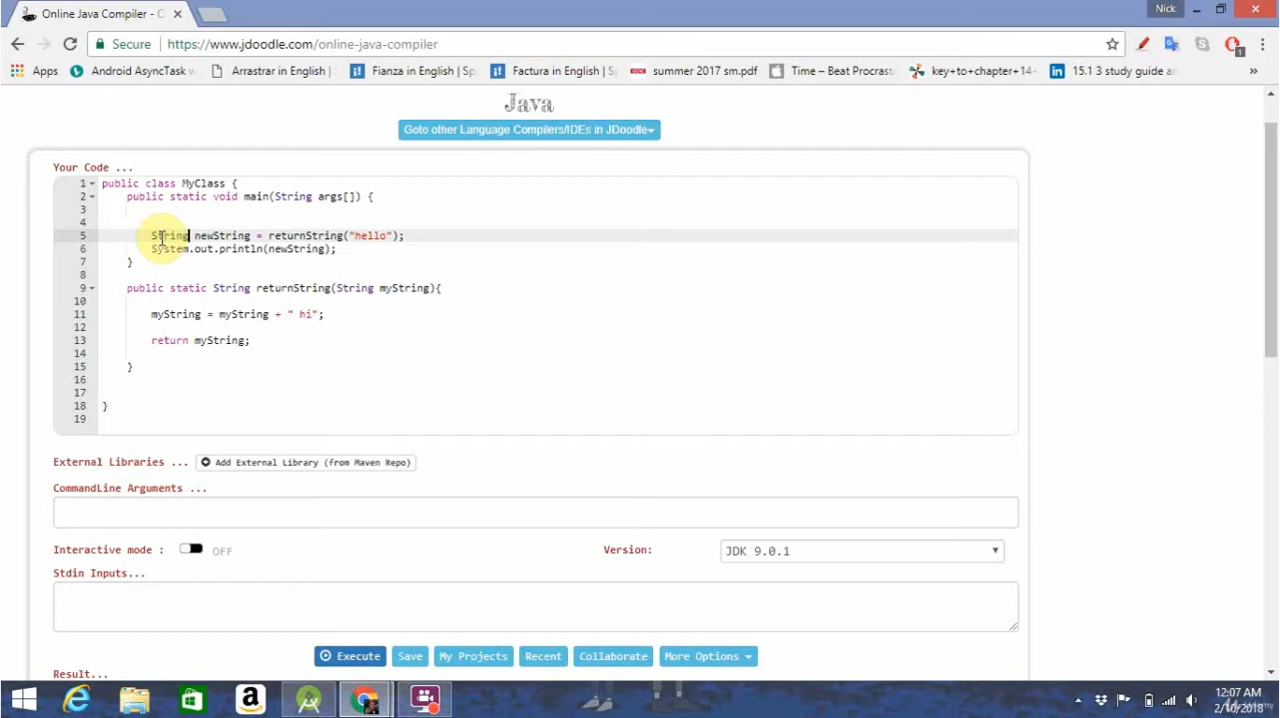 Online Java Compiler - O
Nick
Secure
https://www.jdoodle.com/online-java-compiler
1
Apps
Android AsyncTask
Arrastrar in English | 
Fianza in English | Sp
Factura in English | S
summer 2017 sm.pdf
Time – Beat Procrast
key+to+chapter+14-
15.1 3 study guide a
»
Java
Goto other Language Compilers/IDEs in JDoodle
Your Code ...
1 public class MyClass {
2 public static void main(String args[]) {
3
4
5 String newString = returnString("hello");
6 System.out.println(newString);
7 }
8
9 public static String returnString(String myString){
10
11 myString = myString + " hi";
12
13 return myString;
14
15 }
16
17
18 }
19
External Libraries ... Add External Library (from Maven Repo)
CommandLine Arguments ...
Interactive mode : OFF Version: JDK 9.0.1
Stdin Inputs...
Execute Save My Projects Recent Collaborate More Options
Result...
12:07 AM
2/10/2018